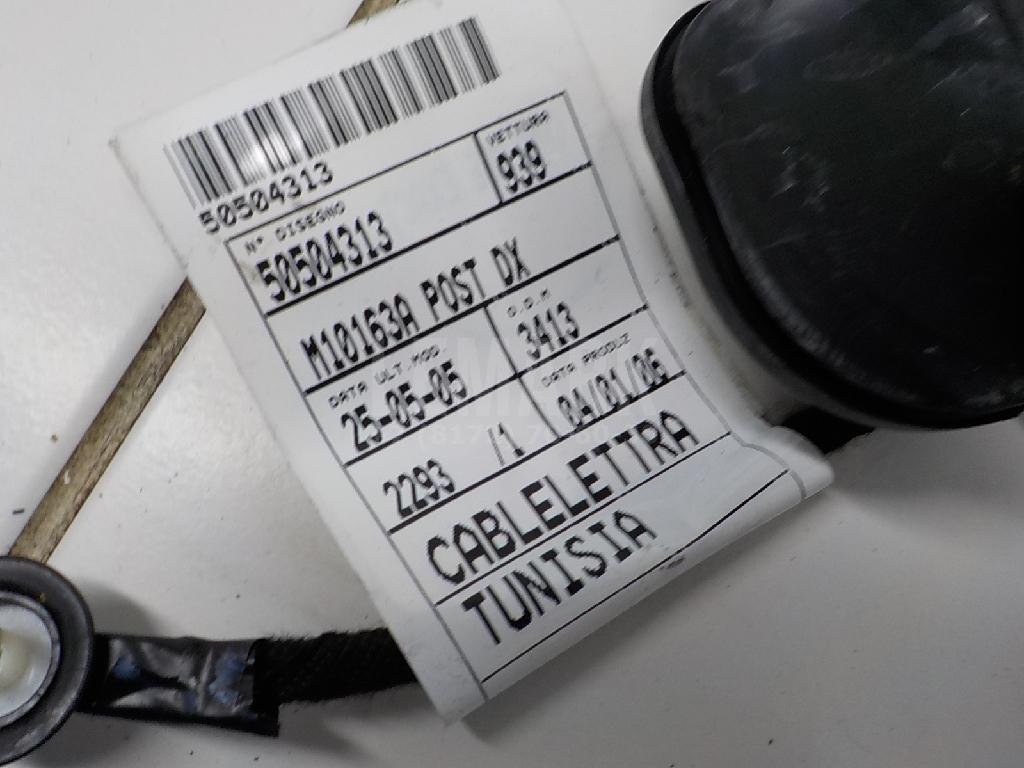 50504313
N° DISEGNO
VETTURA
50504313
939
M10163A POST DX
DATA ULT.MOD.
O.D.M
25-05-05
3413
DATA PRODUZ
2293 /1
04/01/06
CABLELETTRA
TUNISIA